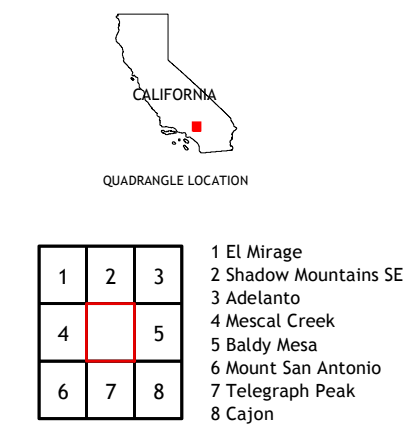 CALIFORNIA
QUADRANGLE LOCATION
1 2 3
4 5
6 7 8
1 El Mirage
2 Shadow Mountains SE
3 Adelanto
4 Mescal Creek
5 Baldy Mesa
6 Mount San Antonio
7 Telegraph Peak
8 Cajon